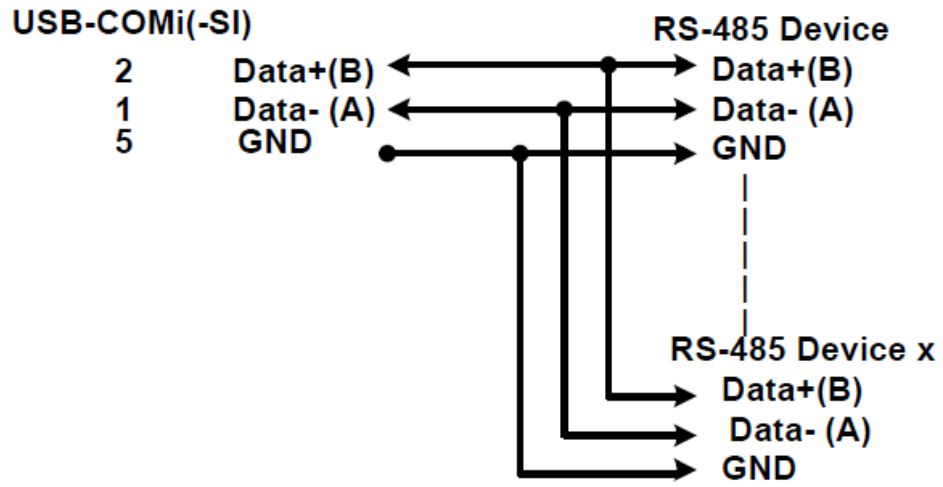 USB-COMi(-SI)
RS-485 Device
2 Data+(B) Data+(B)
1 Data- (A) Data- (A)
5 GND GND
RS-485 Device x
Data+(B)
Data- (A)
GND